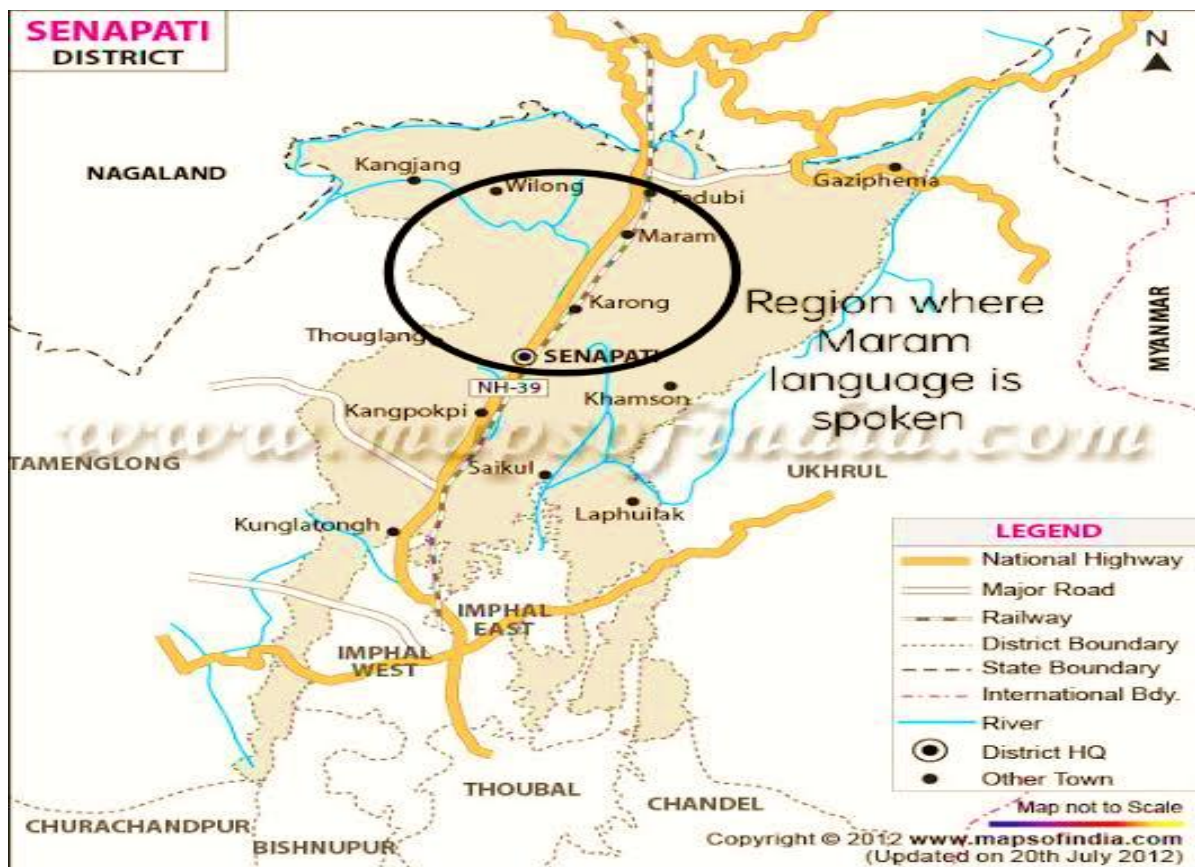 SENAPATI
DISTRICT
N
NAGALAND
Kangjang
Wilong
Tadubi
Gaziphema
Maram
Karong
Region where
Maram
language is
spoken
MYANMAR
Thouglang
SENAPATI
NH-39
Khamson
Kangpokpi
www.mapsofindia.com
TAMENGLONG
Saikul
UKHRUL
Laphuilak
Kunglatongh
IMPHAL
EAST
IMPHAL
WEST
THOUBAL
CHANDEL
CHURACHANDPUR
BISHNUPUR
LEGEND
National Highway
Major Road
Railway
District Boundary
State Boundary
International Bdy.
River
District HQ
Other Town
Map not to Scale
Copyright © 2012 www.mapsofindia.com
(Updated on 20th July 2012)